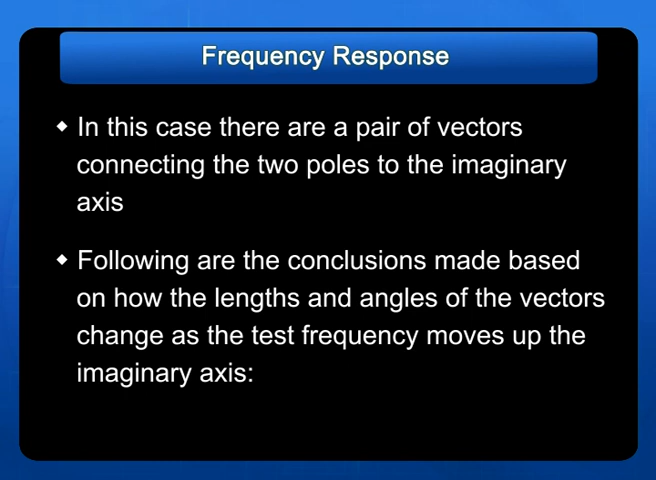 Frequency Response
◆ In this case there are a pair of vectors
connecting the two poles to the imaginary
axis
◆ Following are the conclusions made based
on how the lengths and angles of the vectors
change as the test frequency moves up the
imaginary axis: